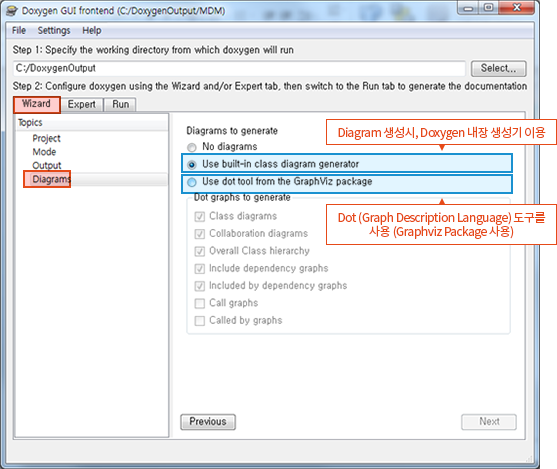 Doxygen GUI frontend (C:/DoxygenOutput/MDM)
File Settings Help
Step 1: Specify the working directory from which doxygen will run
C:/DoxygenOutput
Select...
Step 2: Configure doxygen using the Wizard and/or Expert tab, then switch to the Run tab to generate the documentation
Wizard Expert Run
Topics
Project
Mode
Output
Diagrams
Diagrams to generate
No diagrams
Use built-in class diagram generator
Use dot tool from the GraphViz package
Diagram 생성시, Doxygen 내장 생성기 이용
Dot (Graph Description Language) 도구를
사용 (Graphviz Package 사용)
Dot graphs to generate
Class diagrams
Collaboration diagrams
Overall Class hierarchy
Include dependency graphs
Included by dependency graphs
Call graphs
Called by graphs
Previous
Next